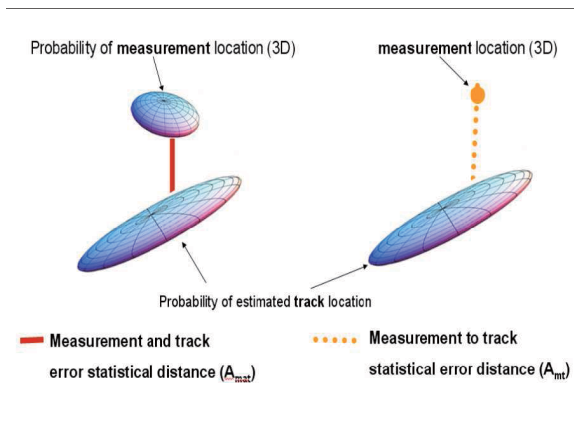 Probability of measurement location (3D)
measurement location (3D)
Probability of estimated track location
Measurement and track
error statistical distance (Amat)
Measurement to track
statistical error distance (Amt)